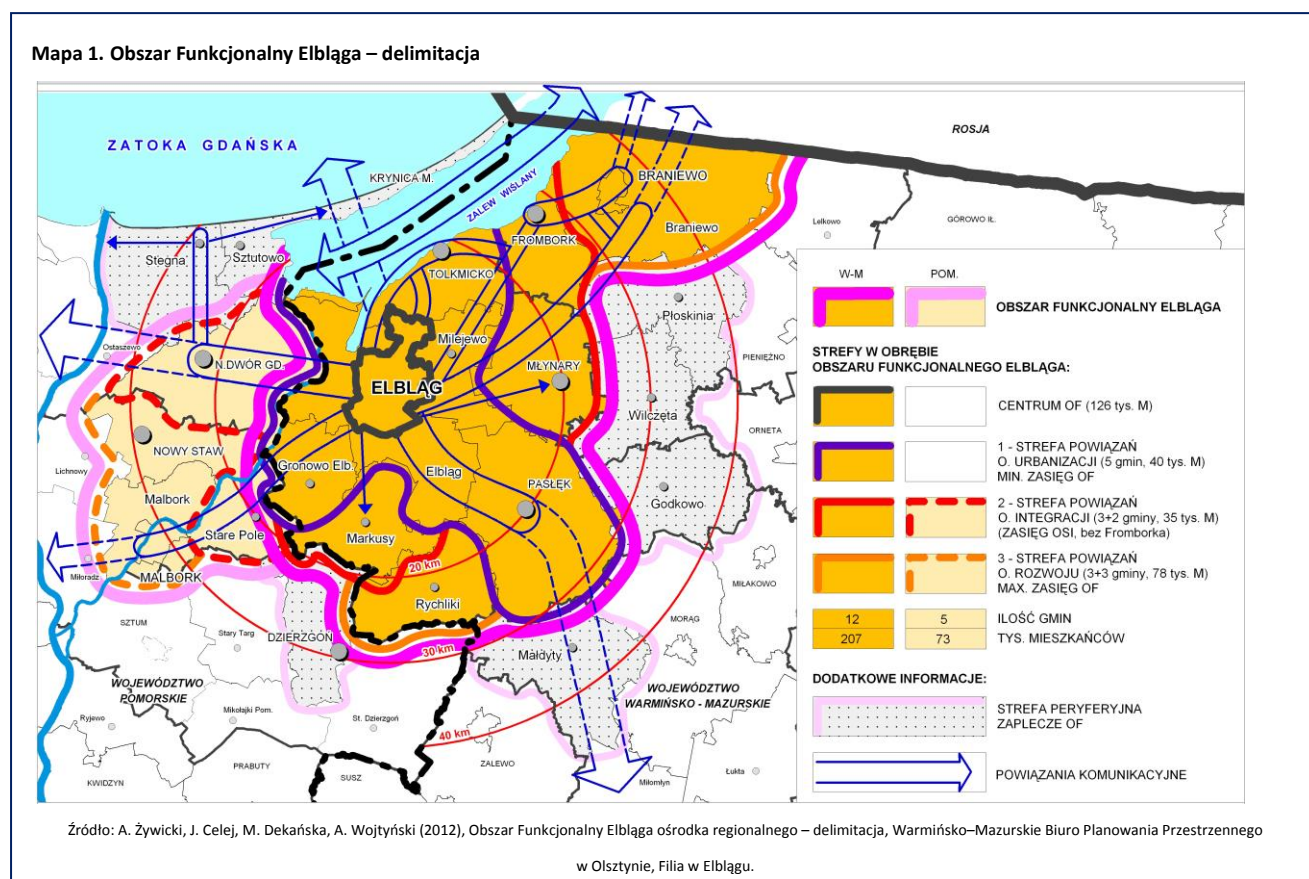 Mapa 1. Obszar Funkcjonalny Elbląga – delimitacja
ROSJA
ZATOKA GDAŃSKA
KRYNICA M.
ZALEW WIŚLANY
BRANIEWO
Braniewo
Lelkowo
GÓROWO IŁ.
FROMBORK
Stegna
Sztutowo
TOLKMICKO
Płoskinia
Ostaszewo
N.DWÓR GD.
Milejewo
MŁYNARY
PIENIĘŻNO
ELBLĄG
Wilczęta
ORNETA
NOWY STAW
Lichnowy
Gronowo Elb.
Elbląg
Malbork
PASŁĘK
Godkowo
Stare Pole
Markusy
Miłoradz
MALBORK
20 km
Rychliki
MIŁAKOWO
SZTUM
Stary Targ
DZIERZGOŃ
30 km
Małdyty
MORĄG
WOJEWÓDZTWO
POMORSKIE
WOJEWÓDZTWO
WARMIŃSKO - MAZURSKIE
Ryjewo
Mikołajki Pom.
St. Dzierzgoń
40 km
KWIDZYN
PRABUTY
SUSZ
ZALEWO
Miłomłyn
Łukta
W-M
POM.
OBSZAR FUNKCJONALNY ELBLĄGA
STREFY W OBRĘBIE
OBSZARU FUNKCJONALNEGO ELBLĄGA:
CENTRUM OF (126 tys. M)
1 - STREFA POWIĄZAŃ
O. URBANIZACJI (5 gmin, 40 tys. M)
MIN. ZASIĘG OF
2 - STREFA POWIĄZAŃ
O. INTEGRACJI (3+2 gminy, 35 tys. M)
(ZASIĘG OSI, bez Fromborka)
3 - STREFA POWIĄZAŃ
O. ROZWOJU (3+3 gminy, 78 tys. M)
MAX. ZASIĘG OF
12 5 ILOŚĆ GMIN
207 73 TYS. MIESZKAŃCÓW
DODATKOWE INFORMACJE:
STREFA PERYFERYJNA
ZAPLECZE OF
POWIĄZANIA KOMUNIKACYJNE
Źródło: A. Żywicki, J. Celej, M. Dekańska, A. Wojtyński (2012), Obszar Funkcjonalny Elbląga ośrodka regionalnego – delimitacja, Warmińsko–Mazurskie Biuro Planowania Przestrzennego
w Olsztynie, Filia w Elblągu.